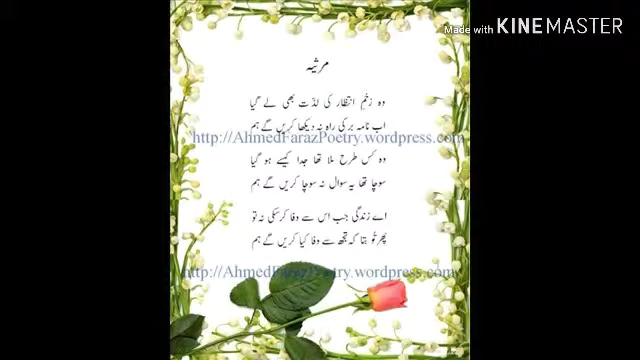 Made with KINEMASTER
مرثیہ
وہ زخمِ انتظار کی لذّت بھی لے گیا
اب نامہ بر کی راہ نہ دیکھا کریں گے ہم
http://AhmedFarazPoetry.wordpress.com
وہ کس طرح ملا تھا جدا کیسے ہو گیا
سوچا تھا یہ سوال نہ سوچا کریں گے ہم
اے زندگی جب اس سے وفا کر سکی نہ تو
پھر تُو بتا کہ تجھ سے وفا کیا کریں گے ہم
http://AhmedFarazPoetry.wordpress.com